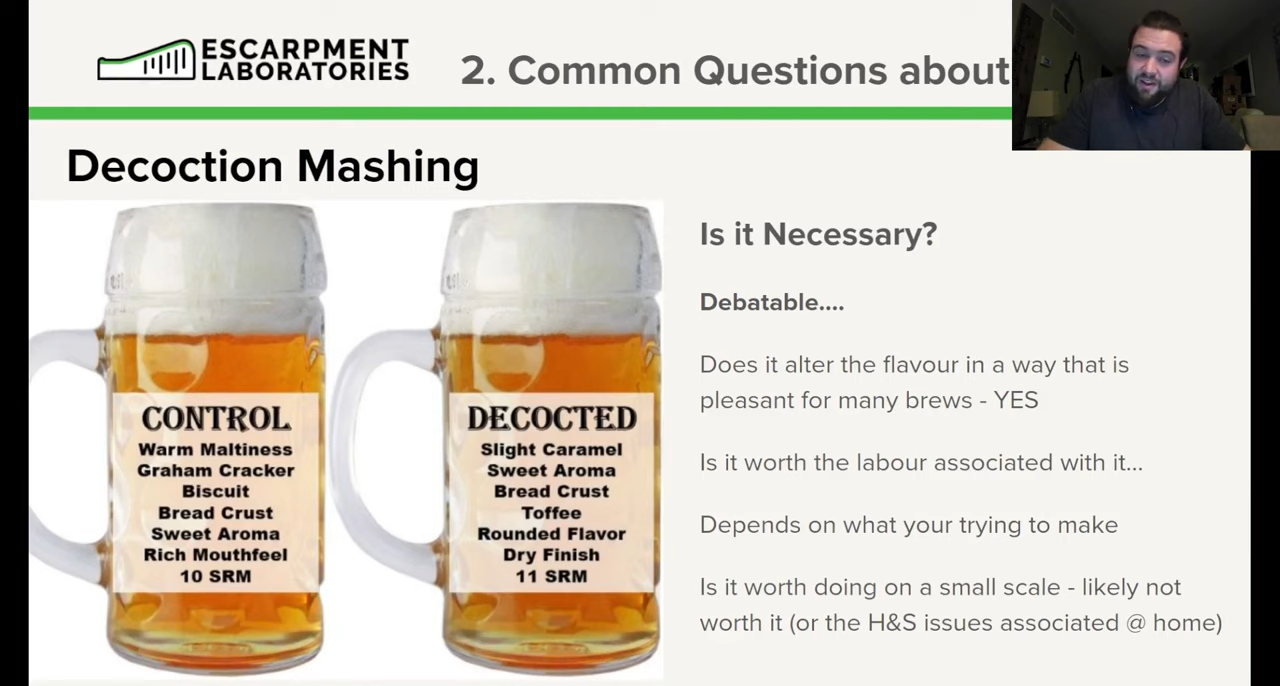 ESCARPMENT
LABORATORIES
2. Common Questions about
Decoction Mashing
CONTROL
Warm Maltiness
Graham Cracker
Biscuit
Bread Crust
Sweet Aroma
Rich Mouthfeel
10 SRM
DECOCTED
Slight Caramel
Sweet Aroma
Bread Crust
Toffee
Rounded Flavor
Dry Finish
11 SRM
Is it Necessary?
Debatable....
Does it alter the flavour in a way that is
pleasant for many brews - YES
Is it worth the labour associated with it...
Depends on what your trying to make
Is it worth doing on a small scale - likely not
worth it (or the H&S issues associated @ home)